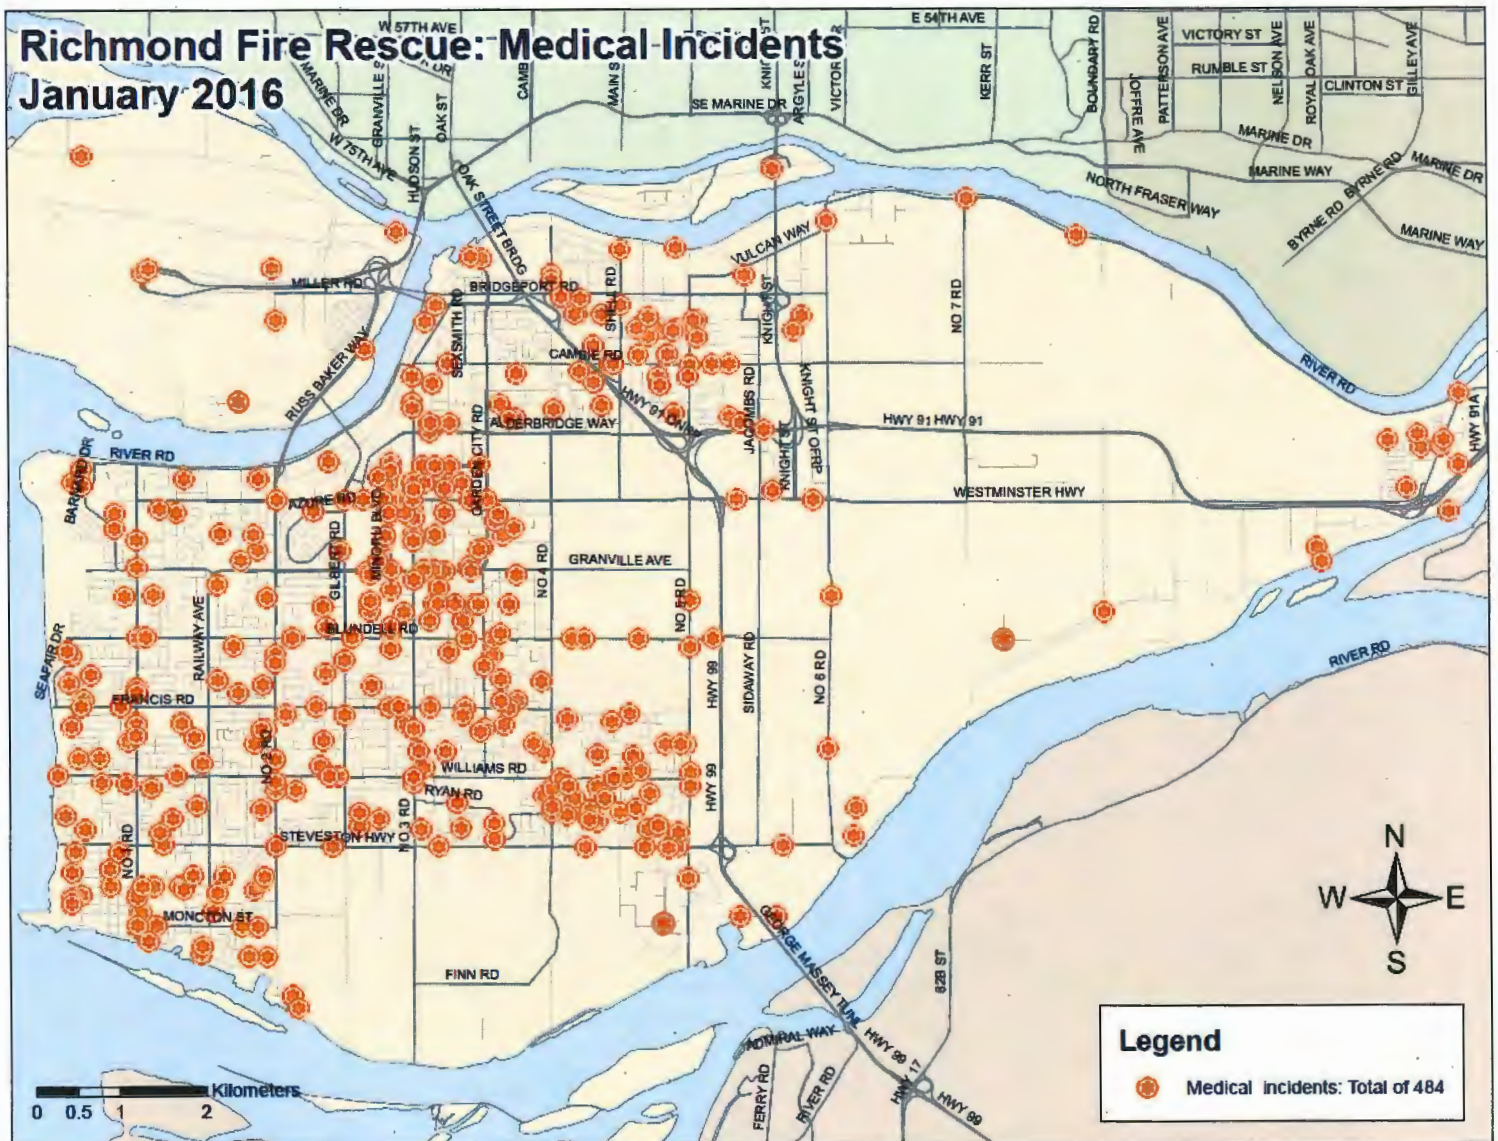 Richmond Fire Rescue: Medical Incidents
January 2016
W 57TH AVE
E 54TH AVE
VICTORY ST
RUMBLE ST
CLINTON ST
BOUNDARY RD
PATTERSON AVE
JOFFRE AVE
NELSON AVE
ROYAL OAK AVE
GILLEY AVE
KERR ST
ARGYLE S
VICTOR
MAIN S
CAMB
GRANVILLE S
OAK ST
MARINE DR
W 75TH AVE
HUDSON ST
SE MARINE DR
MARINE DR
MARINE WAY
BYRNE RD
BYRNE RD
MARINE DR
MARINE WAY
NORTH FRASER WAY
OAK STREET BRDG
VULCAN WAY
MILLER RD
BRIDGEPORT RD
SHELL RD
KNIGHT ST
NO 7 RD
SEXSMITH RD
CAMBIE RD
RUSS BAKER WAY
RIVER RD
HWY 91A
HWY 91
JACOBS RD
KNIGHT ST OFRP
ALDERBRIDGE WAY
GARDEN CITY RD
HWY 91 HWY 91
KNIGHT ST
RIVER RD
BARNARD DR
AZURE RD
WESTMINSTER HWY
MINORU BLVD
GILBERT RD
NO 4 RD
GRANVILLE AVE
NO 5 RD
RAILWAY AVE
BLUNDELL RD
SEAFAIR DR
HWY 99
SIDAWAY RD
NO 6 RD
RIVER RD
FRANCIS RD
NO 2 RD
WILLIAMS RD
HWY 99
RYAN RD
NO 3 RD
STEVESTON HWY
NO 1 RD
MONCTON ST
GEORGE MASSEY TUNL
FINN RD
82B ST
N
W E
S
ADMIRAL WAY
HWY 99
HWY 17
HWY 99
FERRY RD
RIVER RD
Legend
Medical incidents: Total of 484
Kilometers
0 0.5 1 2